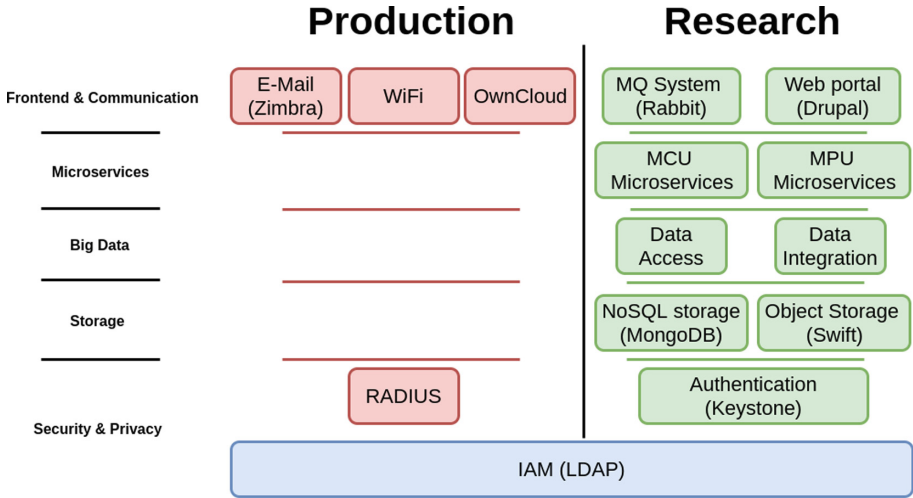 Production
Research
Frontend & Communication
E-Mail
(Zimbra)
WiFi
OwnCloud
MQ System
(Rabbit)
Web portal
(Drupal)
Microservices
MCU
Microservices
MPU
Microservices
Big Data
Data
Access
Data
Integration
Storage
NoSQL storage
(MongoDB)
Object Storage
(Swift)
Security & Privacy
RADIUS
Authentication
(Keystone)
IAM (LDAP)